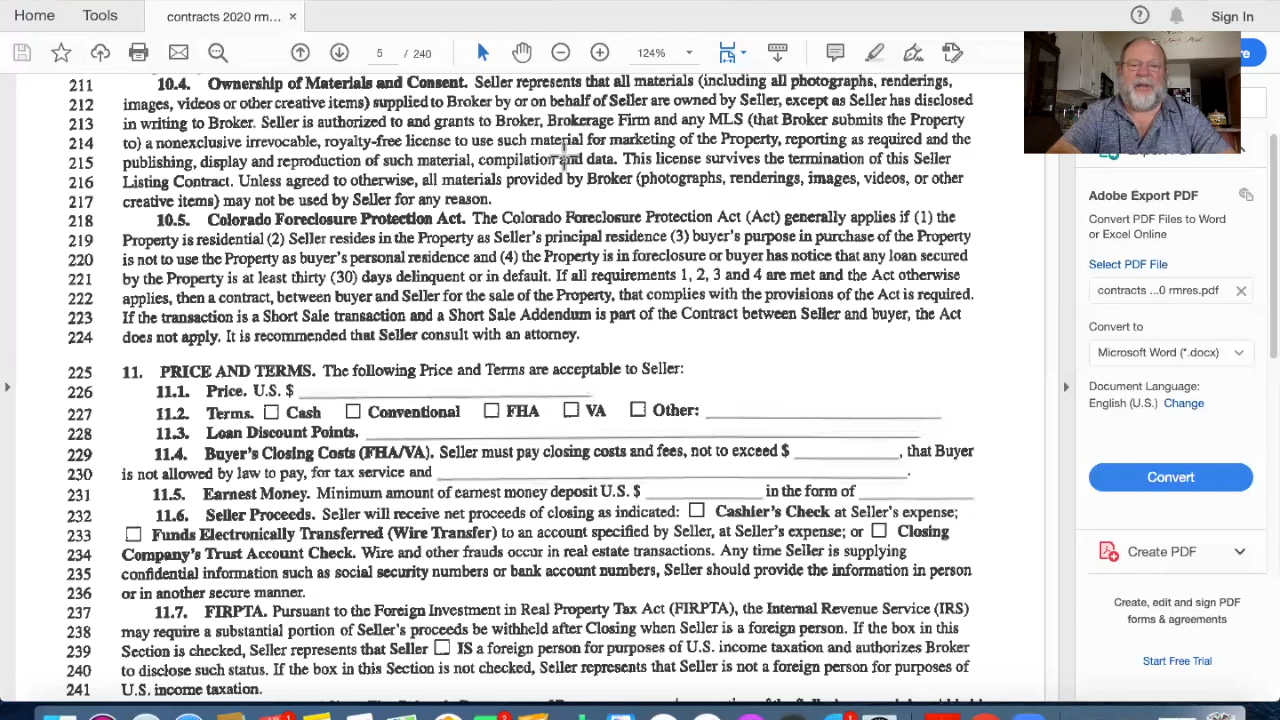 Home Tools contracts 2020 rm... × Sign In
5 / 240 124%
211 10.4. Ownership of Materials and Consent. Seller represents that all materials (including all photographs, renderings,
212 images, videos or other creative items) supplied to Broker by or on behalf of Seller are owned by Seller, except as Seller has disclosed
213 in writing to Broker. Seller is authorized to and grants to Broker, Brokerage Firm and any MLS (that Broker submits the Property
214 to) a nonexclusive irrevocable, royalty-free license to use such material for marketing of the Property, reporting as required and the
215 publishing, display and reproduction of such material, compilation and data. This license survives the termination of this Seller
216 Listing Contract. Unless agreed to otherwise, all materials provided by Broker (photographs, renderings, images, videos, or other
217 creative items) may not be used by Seller for any reason.
218 10.5. Colorado Foreclosure Protection Act. The Colorado Foreclosure Protection Act (Act) generally applies if (1) the
219 Property is residential (2) Seller resides in the Property as Seller's principal residence (3) buyer's purpose in purchase of the Property
220 is not to use the Property as buyer's personal residence and (4) the Property is in foreclosure or buyer has notice that any loan secured
221 by the Property is at least thirty (30) days delinquent or in default. If all requirements 1, 2, 3 and 4 are met and the Act otherwise
222 applies, then a contract, between buyer and Seller for the sale of the Property, that complies with the provisions of the Act is required.
223 If the transaction is a Short Sale transaction and a Short Sale Addendum is part of the Contract between Seller and buyer, the Act
224 does not apply. It is recommended that Seller consult with an attorney.
225 11. PRICE AND TERMS. The following Price and Terms are acceptable to Seller:
226 11.1. Price. U.S. $
227 11.2. Terms. ☐ Cash ☐ Conventional ☐ FHA ☐ VA ☐ Other:
228 11.3. Loan Discount Points.
229 11.4. Buyer's Closing Costs (FHA/VA). Seller must pay closing costs and fees, not to exceed $ , that Buyer
230 is not allowed by law to pay, for tax service and .
231 11.5. Earnest Money. Minimum amount of earnest money deposit U.S. $ in the form of
232 11.6. Seller Proceeds. Seller will receive net proceeds of closing as indicated: ☐ Cashier's Check at Seller's expense;
233 ☐ Funds Electronically Transferred (Wire Transfer) to an account specified by Seller, at Seller's expense; or ☐ Closing
234 Company's Trust Account Check. Wire and other frauds occur in real estate transactions. Any time Seller is supplying
235 confidential information such as social security numbers or bank account numbers, Seller should provide the information in person
236 or in another secure manner.
237 11.7. FIRPTA. Pursuant to the Foreign Investment in Real Property Tax Act (FIRPTA), the Internal Revenue Service (IRS)
238 may require a substantial portion of Seller's proceeds be withheld after Closing when Seller is a foreign person. If the box in this
239 Section is checked, Seller represents that Seller ☐ IS a foreign person for purposes of U.S. income taxation and authorizes Broker
240 to disclose such status. If the box in this Section is not checked, Seller represents that Seller is not a foreign person for purposes of
241 U.S. income taxation.
Adobe Export PDF
Convert PDF Files to Word
or Excel Online
Select PDF File
contracts ...0 rmres.pdf
Convert to
Microsoft Word (*.docx)
Document Language:
English (U.S.) Change
Convert
Create PDF
Create, edit and sign PDF
forms & agreements
Start Free Trial